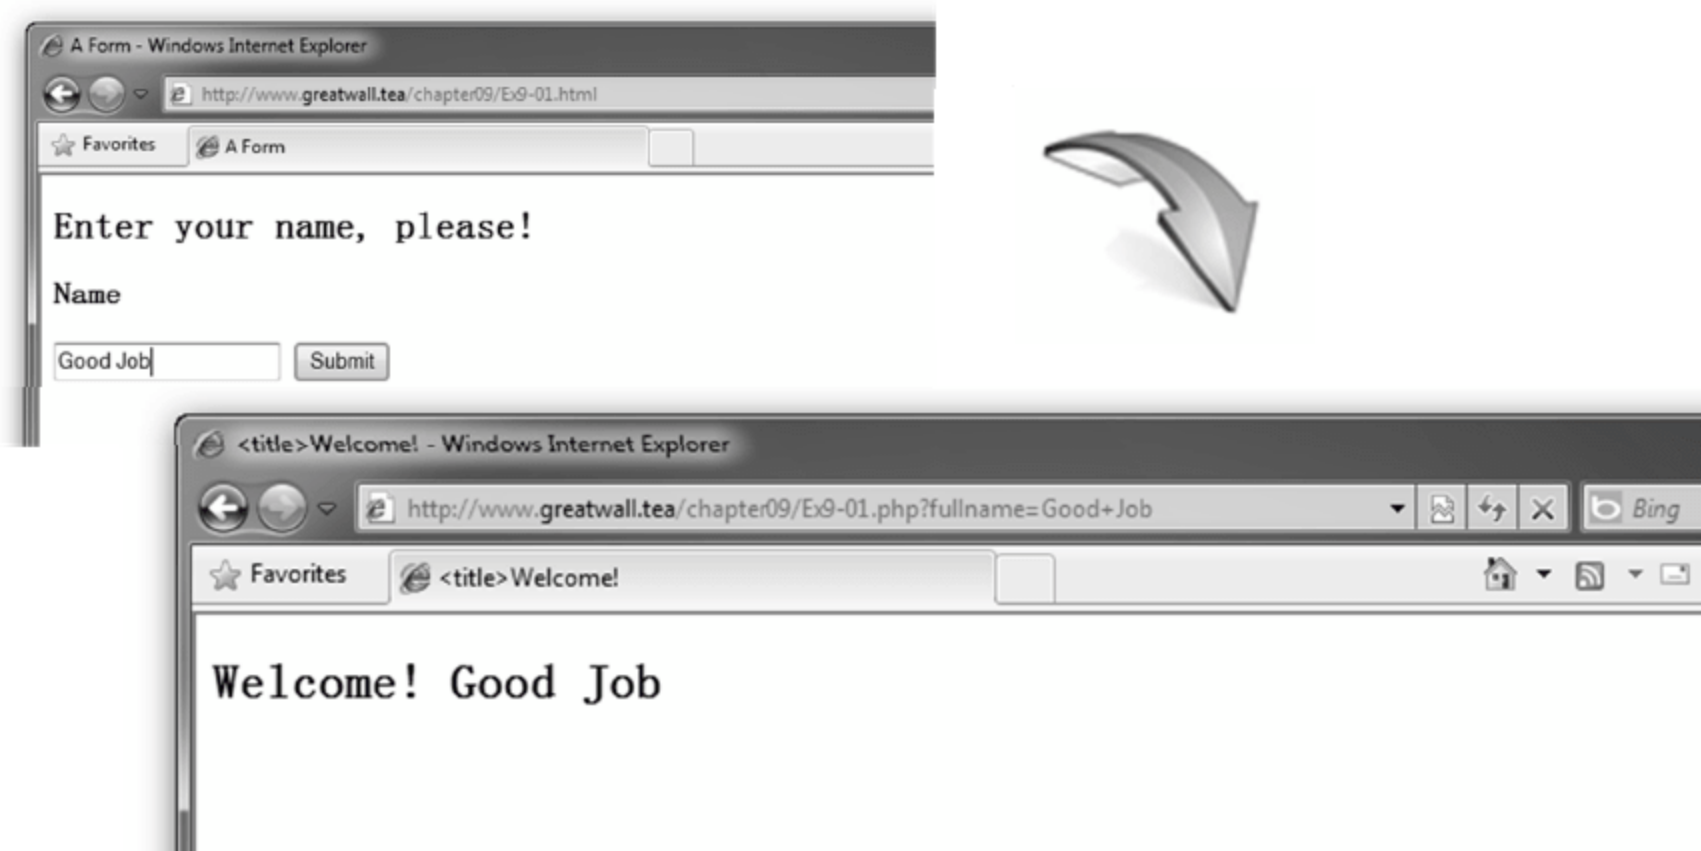 A Form - Windows Internet Explorer
http://www.greatwall.tea/chapter09/Ex9-01.html
Favorites
A Form
Enter your name, please!
Name
Good Job
Submit
<title>Welcome! - Windows Internet Explorer
http://www.greatwall.tea/chapter09/Ex9-01.php?fullname=Good+Job
Bing
Favorites
<title>Welcome!
Welcome! Good Job